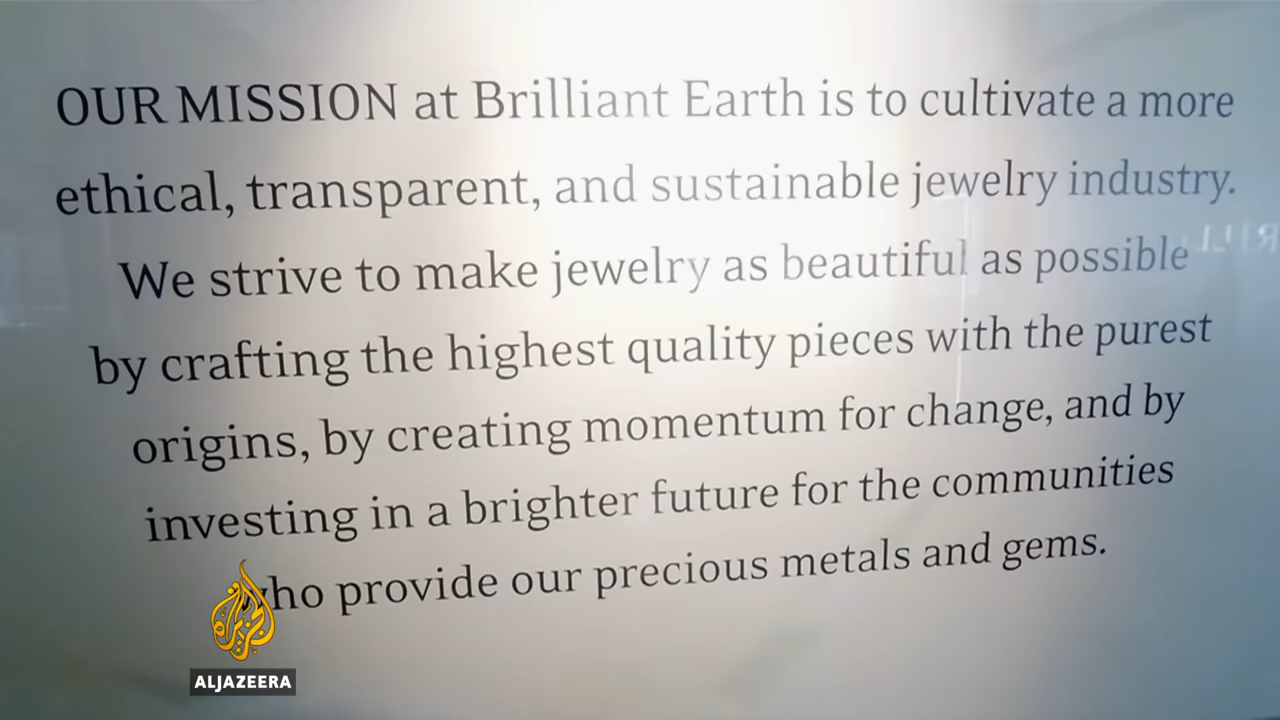 OUR MISSION at Brilliant Earth is to cultivate a more
ethical, transparent, and sustainable jewelry industry.
We strive to make jewelry as beautiful as possible
by crafting the highest quality pieces with the purest
origins, by creating momentum for change, and by
investing in a brighter future for the communities
who provide our precious metals and gems.
ALJAZEERA